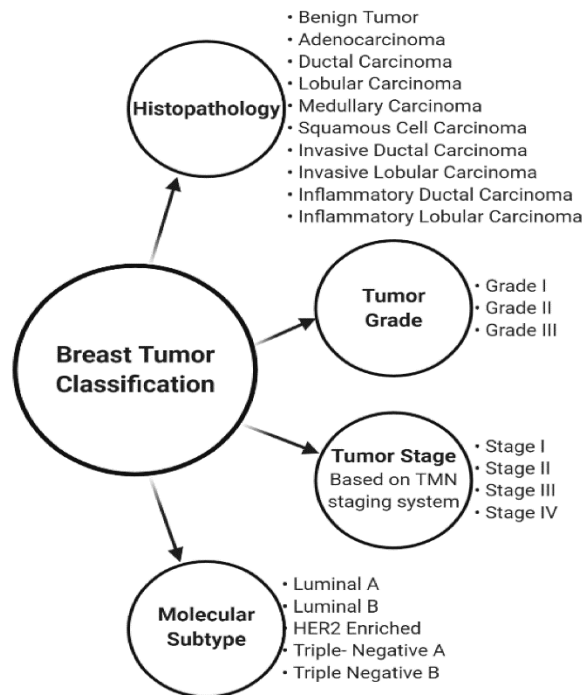 Breast Tumor
Classification
Histopathology
• Benign Tumor
• Adenocarcinoma
• Ductal Carcinoma
• Lobular Carcinoma
• Medullary Carcinoma
• Squamous Cell Carcinoma
• Invasive Ductal Carcinoma
• Invasive Lobular Carcinoma
• Inflammatory Ductal Carcinoma
• Inflammatory Lobular Carcinoma
Tumor
Grade
• Grade I
• Grade II
• Grade III
Tumor Stage
Based on TMN
staging system
• Stage I
• Stage II
• Stage III
• Stage IV
Molecular
Subtype
• Luminal A
• Luminal B
• HER2 Enriched
• Triple- Negative A
• Triple Negative B